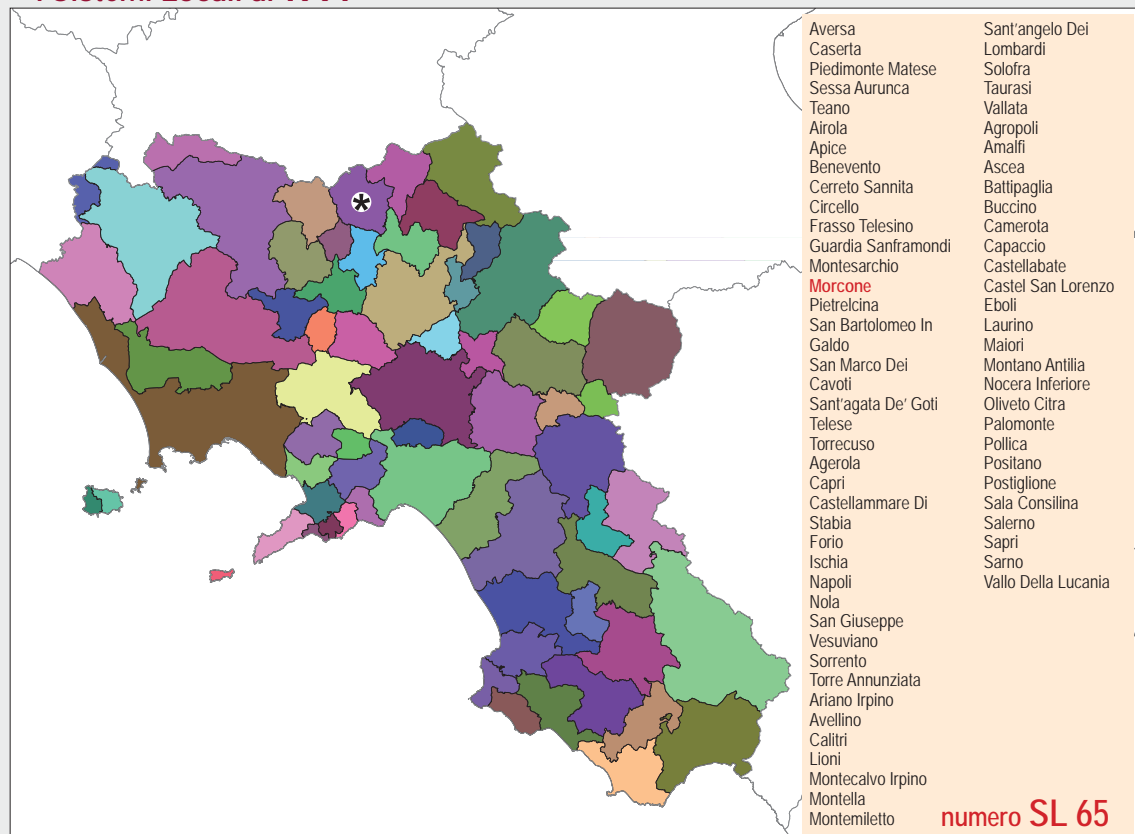 Aversa
Caserta
Piedimonte Matese
Sessa Aurunca
Teano
Airola
Apice
Benevento
Cerreto Sannita
Circello
Frasso Telesino
Guardia Sanframondi
Montesarchio
Morcone
Pietrelcina
San Bartolomeo In
Galdo
San Marco Dei
Cavoti
Sant'agata De' Goti
Telese
Torrecuso
Agerola
Capri
Castellammare Di
Stabia
Forio
Ischia
Napoli
Nola
San Giuseppe
Vesuviano
Sorrento
Torre Annunziata
Ariano Irpino
Avellino
Calitri
Lioni
Montecalvo Irpino
Montella
Montemiletto
Sant'angelo Dei
Lombardi
Solofra
Taurasi
Vallata
Agropoli
Amalfi
Ascea
Battipaglia
Buccino
Camerota
Capaccio
Castellabate
Castel San Lorenzo
Eboli
Laurino
Maiori
Montano Antilia
Nocera Inferiore
Oliveto Citra
Palomonte
Pollica
Positano
Postiglione
Sala Consilina
Salerno
Sapri
Sarno
Vallo Della Lucania
numero SL 65